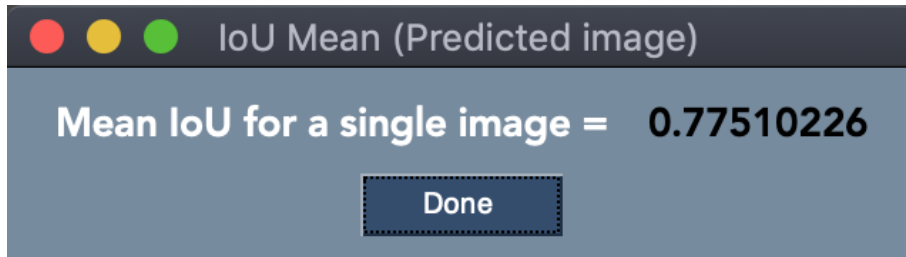 IoU Mean (Predicted image)
Mean IoU for a single image = 0.77510226
Done